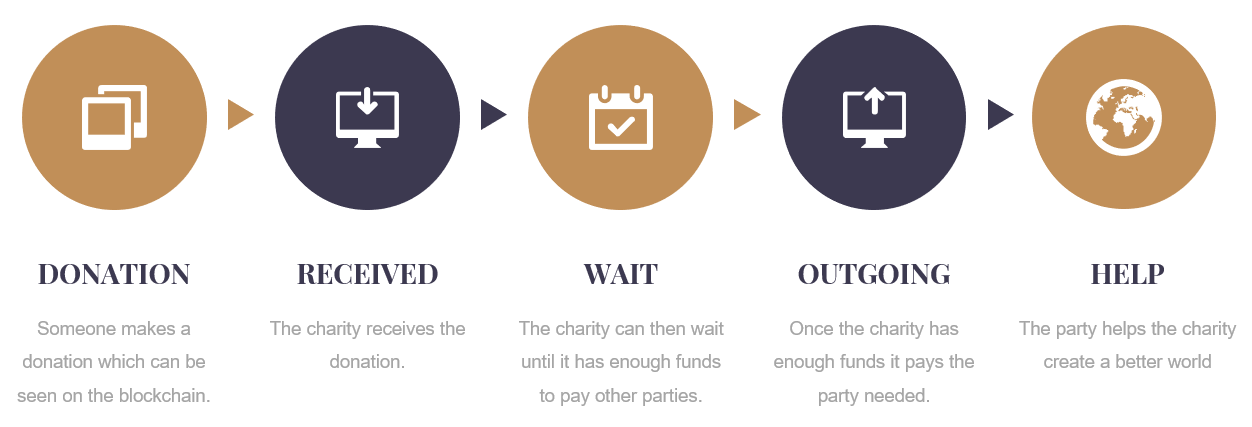 DONATION
Someone makes a
donation which can be
seen on the blockchain.
RECEIVED
The charity receives the
donation.
WAIT
The charity can then wait
until it has enough funds
to pay other parties.
OUTGOING
Once the charity has
enough funds it pays the
party needed.
HELP
The party helps the charity
create a better world